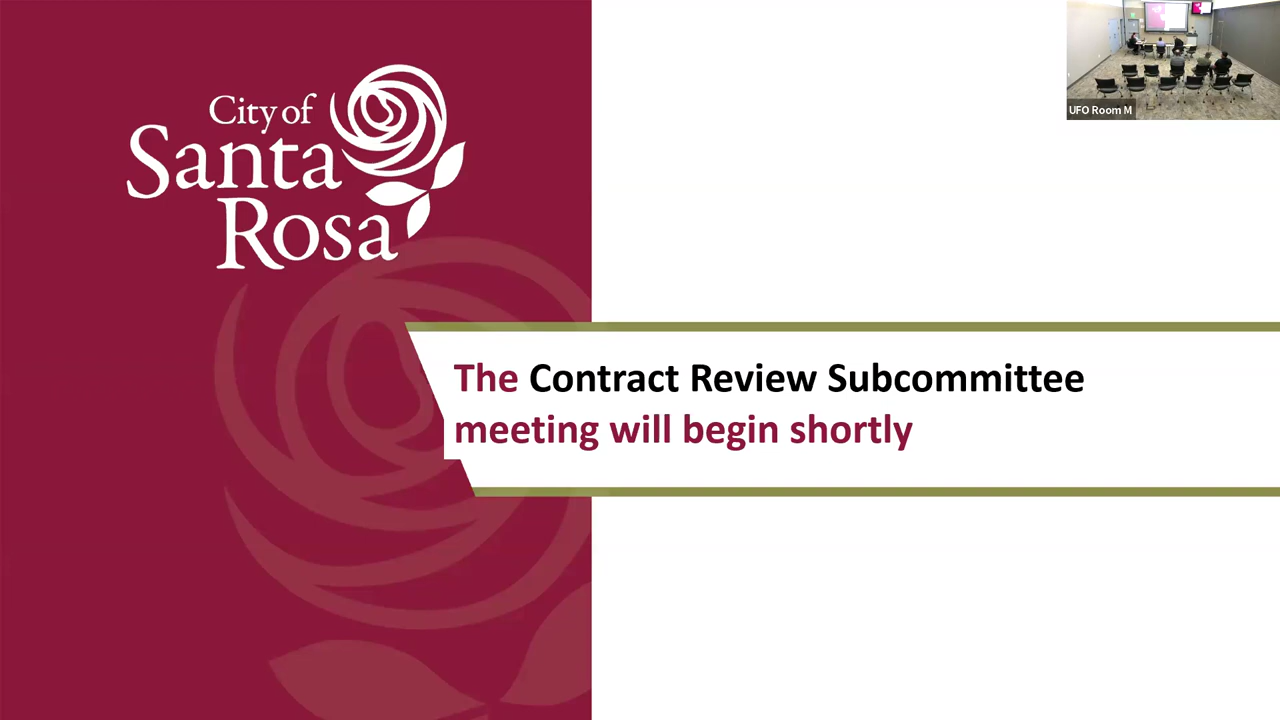 City of
Santa
Rosa
UFO Room M
The Contract Review Subcommittee
meeting will begin shortly